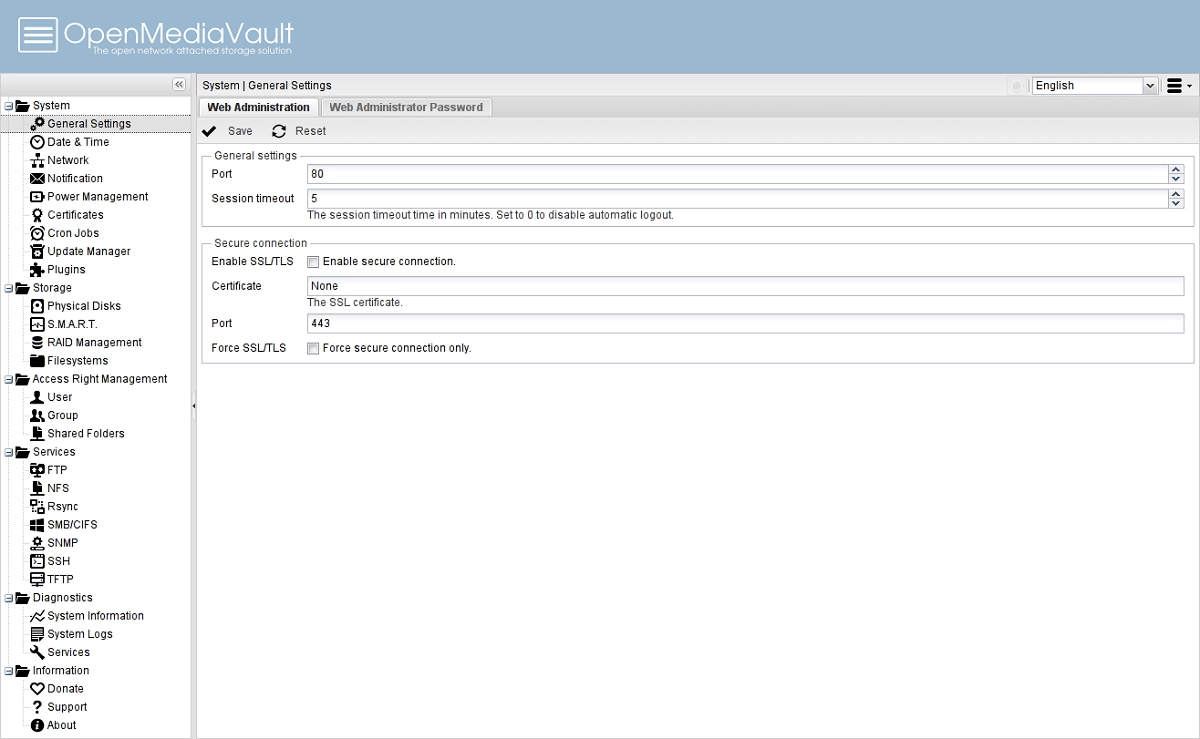 OpenMediaVault
The open network attached storage solution
System | General Settings
English
System
General Settings
Date & Time
Network
Notification
Power Management
Certificates
Cron Jobs
Update Manager
Plugins
Storage
Physical Disks
S.M.A.R.T.
RAID Management
Filesystems
Access Right Management
User
Group
Shared Folders
Services
FTP
NFS
Rsync
SMB/CIFS
SNMP
SSH
TFTP
Diagnostics
System Information
System Logs
Services
Information
Donate
Support
About
Web Administration
Web Administrator Password
Save
Reset
General settings
Port 80
Session timeout 5
The session timeout time in minutes. Set to 0 to disable automatic logout.
Secure connection
Enable SSL/TLS Enable secure connection.
Certificate None
The SSL certificate.
Port 443
Force SSL/TLS Force secure connection only.